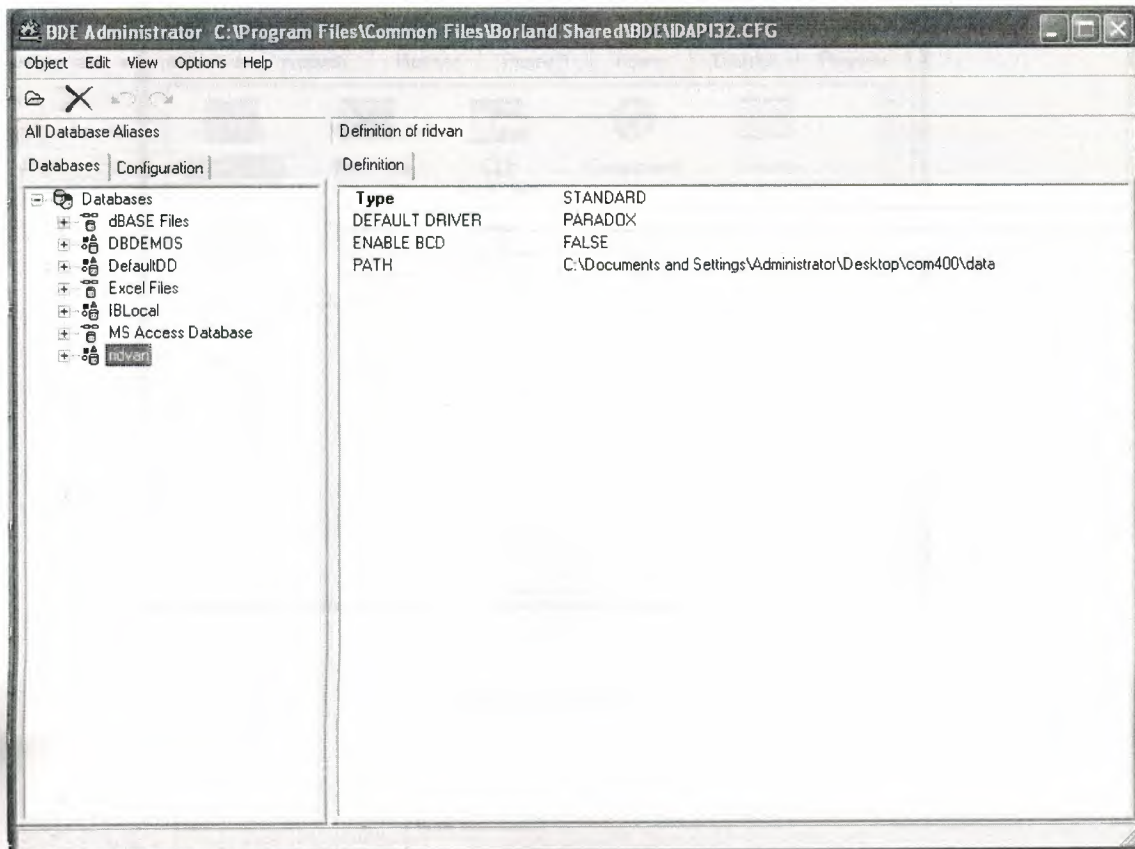 BDE Administrator C:\Program Files\Common Files\Borland Shared\BDE\IDAPI32.CFG
Object Edit View Options Help
All Database Aliases
Definition of ridvan
Databases Configuration
Definition
Databases
dBASE Files
DBDEMOS
DefaultDD
Excel Files
IBLocal
MS Access Database
ridvan
Type STANDARD
DEFAULT DRIVER PARADOX
ENABLE BCD FALSE
PATH C:\Documents and Settings\Administrator\Desktop\com400\data